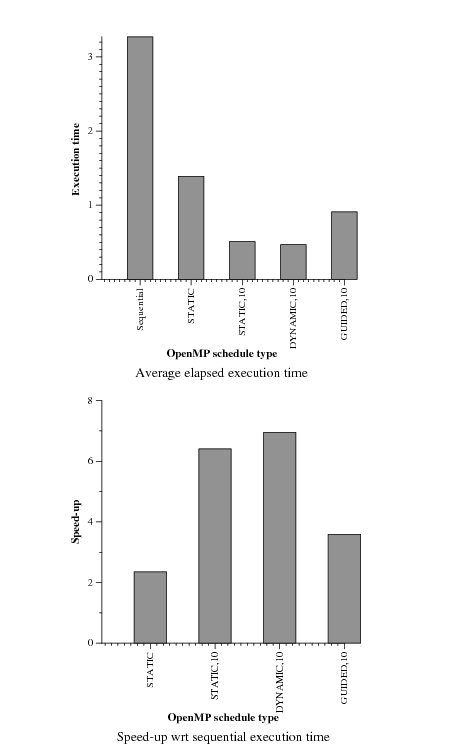 3
2
1
0
Execution time
Sequential
STATIC
STATIC,10
DYNAMIC,10
GUIDED,10
OpenMP schedule type
Average elapsed execution time
8
6
4
2
0
Speed-up
STATIC
STATIC,10
DYNAMIC,10
GUIDED,10
OpenMP schedule type
Speed-up wrt sequential execution time